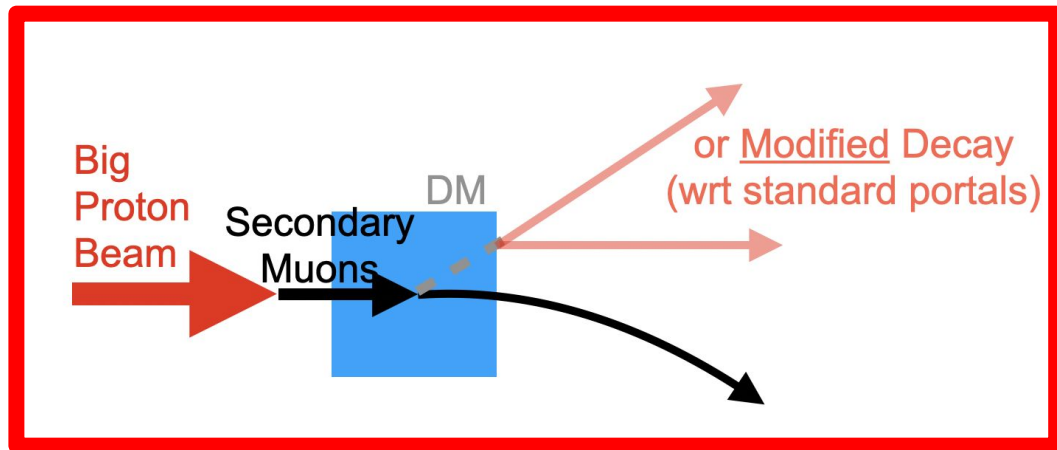 Big
Proton
Beam
Secondary
Muons
DM
or Modified Decay
(wrt standard portals)